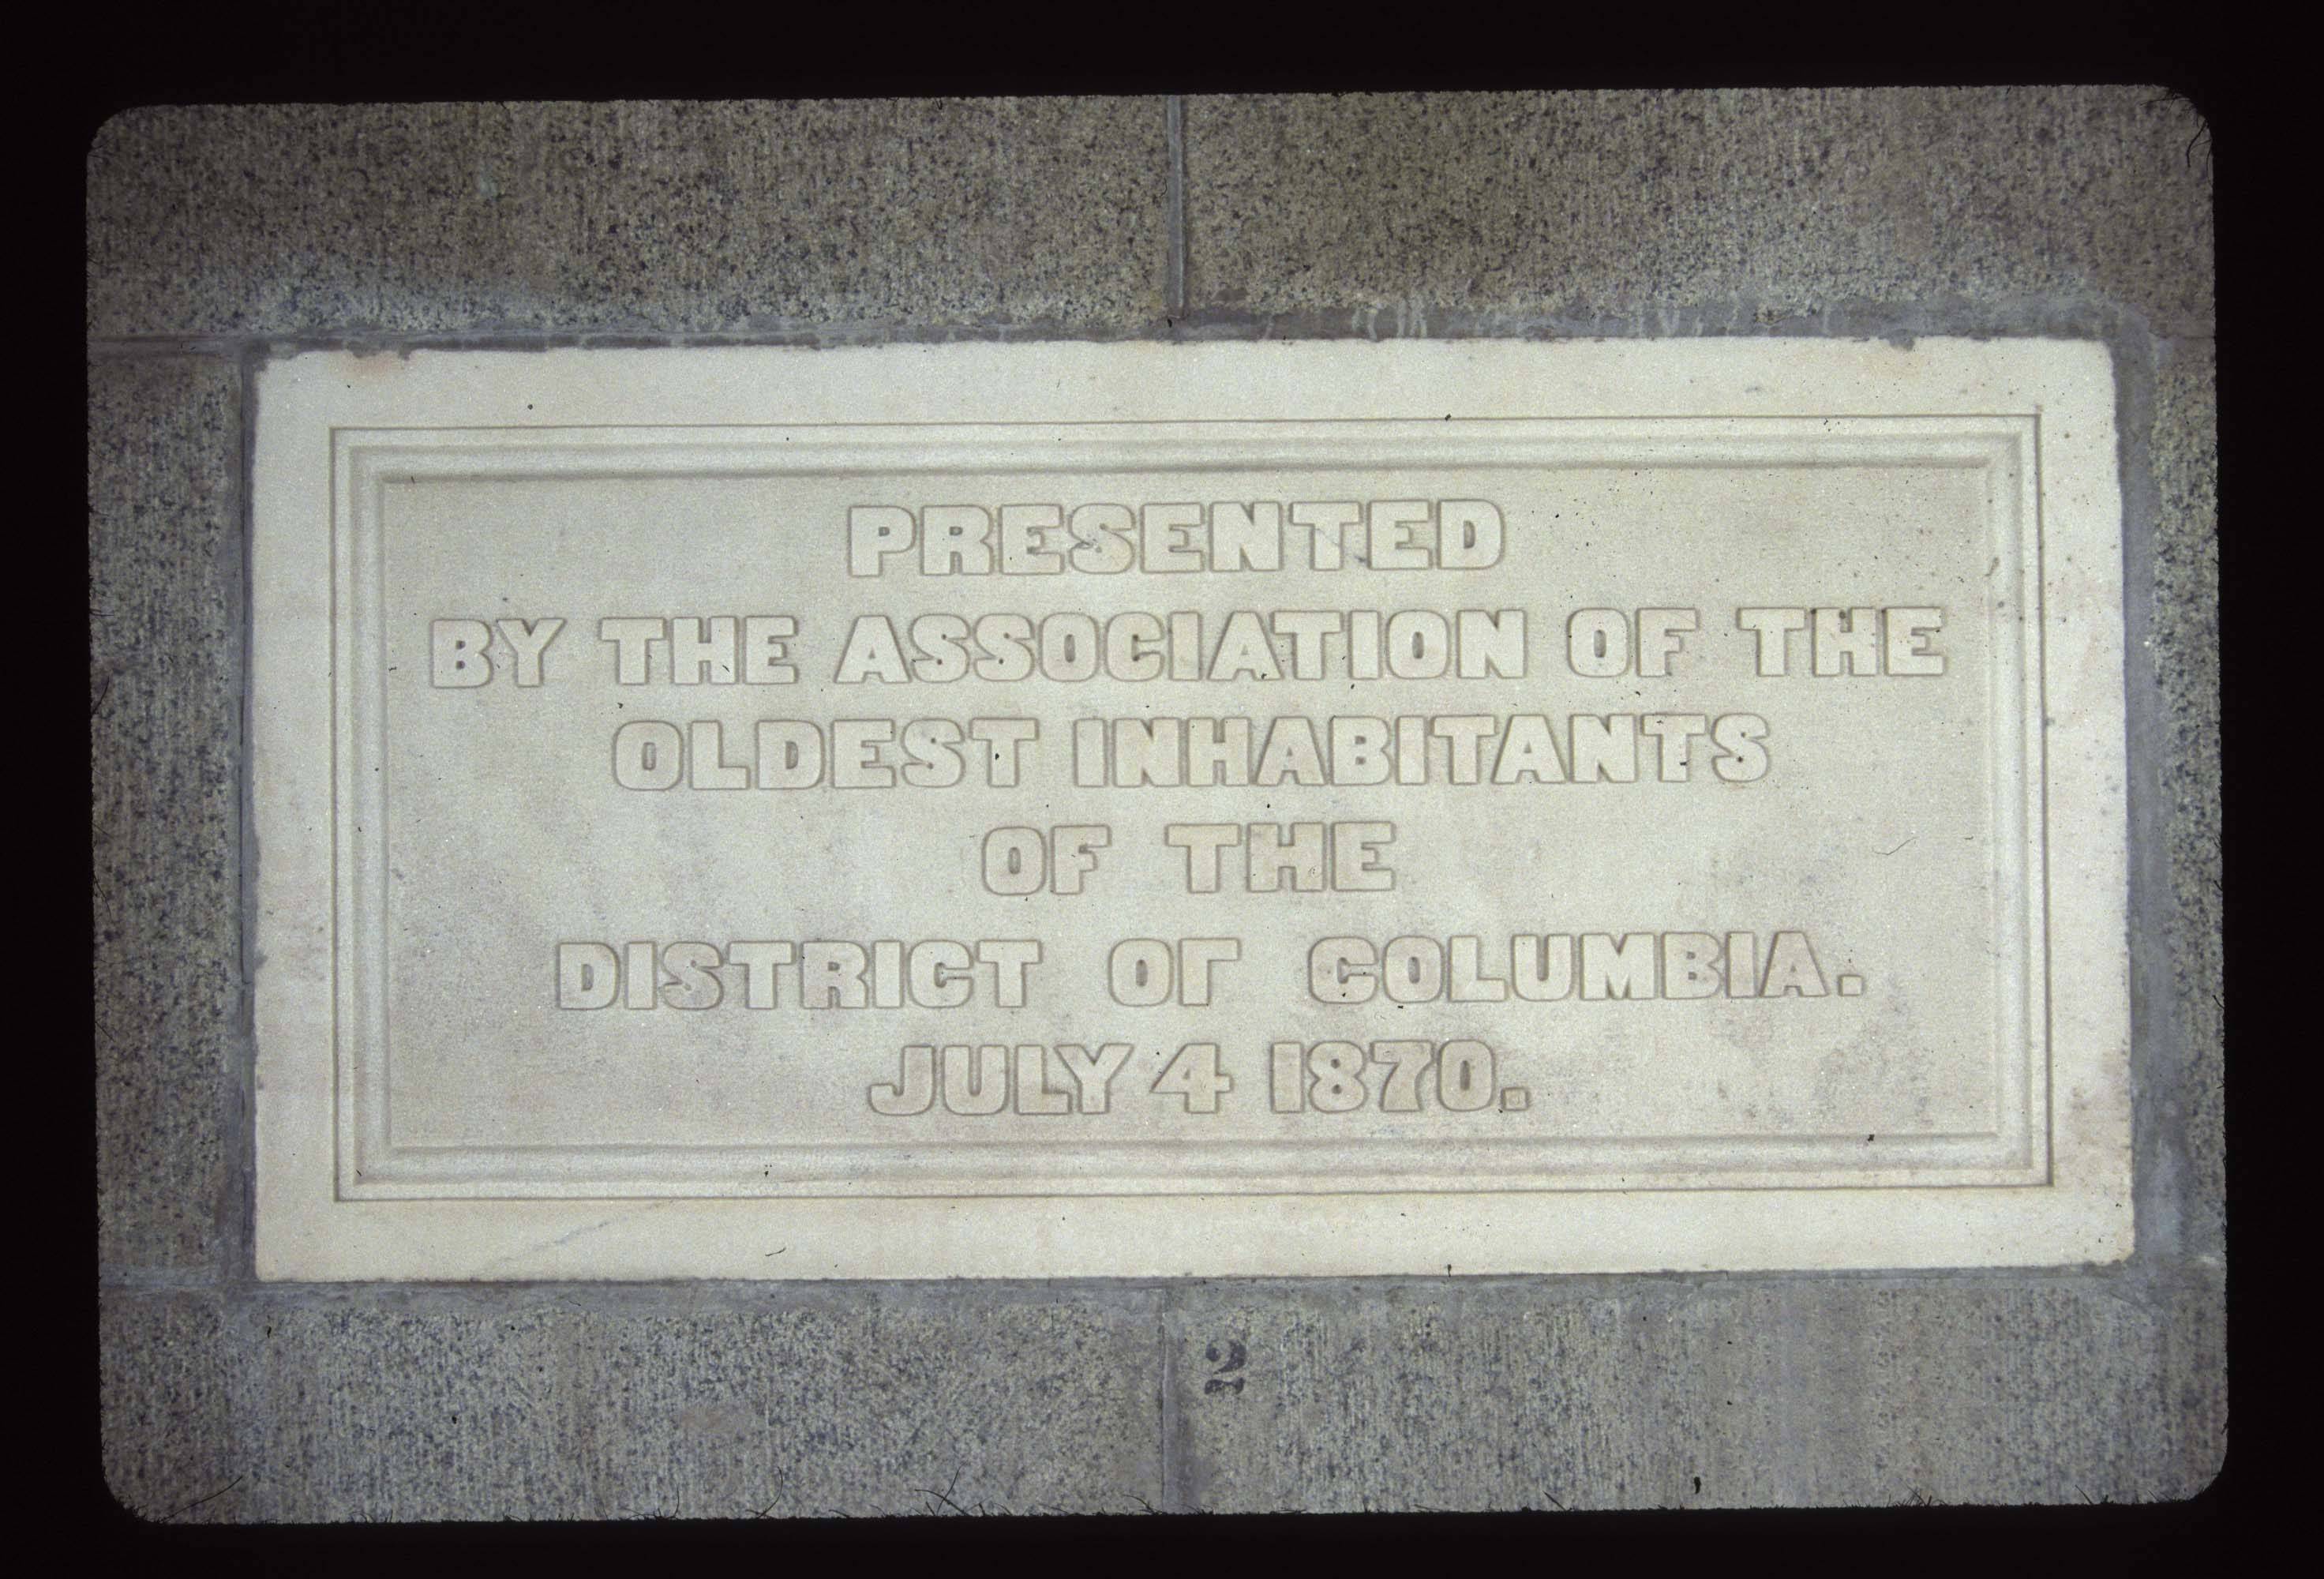 PRESENTED
BY THE ASSOCIATION OF THE
OLDEST INHABITANTS
OF THE
DISTRICT OF COLUMBIA.
JULY 4 1870.
2